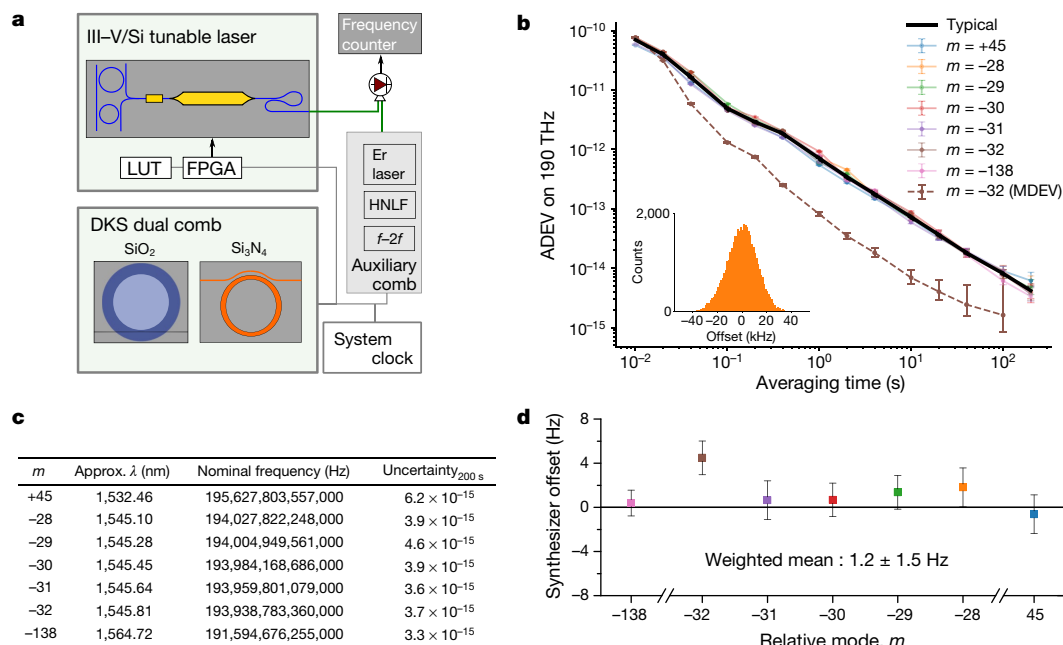 a
III–V/Si tunable laser
Frequency
counter
LUT
FPGA
Er
laser
HNLF
f–2f
Auxiliary
comb
DKS dual comb
SiO2
Si3N4
System
clock
b
ADEV on 190 THz
10−10
10−11
10−12
10−13
10−14
10−15
10−2
10−1
100
101
102
Averaging time (s)
Typical
m = +45
m = –28
m = –29
m = –30
m = –31
m = –32
m = –138
m = –32 (MDEV)
2,000
Counts
0
−40 −20 0 20 40
Offset (kHz)
c
m Approx. λ (nm) Nominal frequency (Hz) Uncertainty200 s
+45 1,532.46 195,627,803,557,000 6.2 × 10−15
–28 1,545.10 194,027,822,248,000 3.9 × 10−15
–29 1,545.28 194,004,949,561,000 4.6 × 10−15
–30 1,545.45 193,984,168,686,000 3.9 × 10−15
–31 1,545.64 193,959,801,079,000 3.6 × 10−15
–32 1,545.81 193,938,783,360,000 3.7 × 10−15
–138 1,564.72 191,594,676,255,000 3.3 × 10−15
d
Synthesizer offset (Hz)
8
4
0
−4
−8
Weighted mean : 1.2 ± 1.5 Hz
−138 −32 −31 −30 −29 −28 45
Relative mode, m